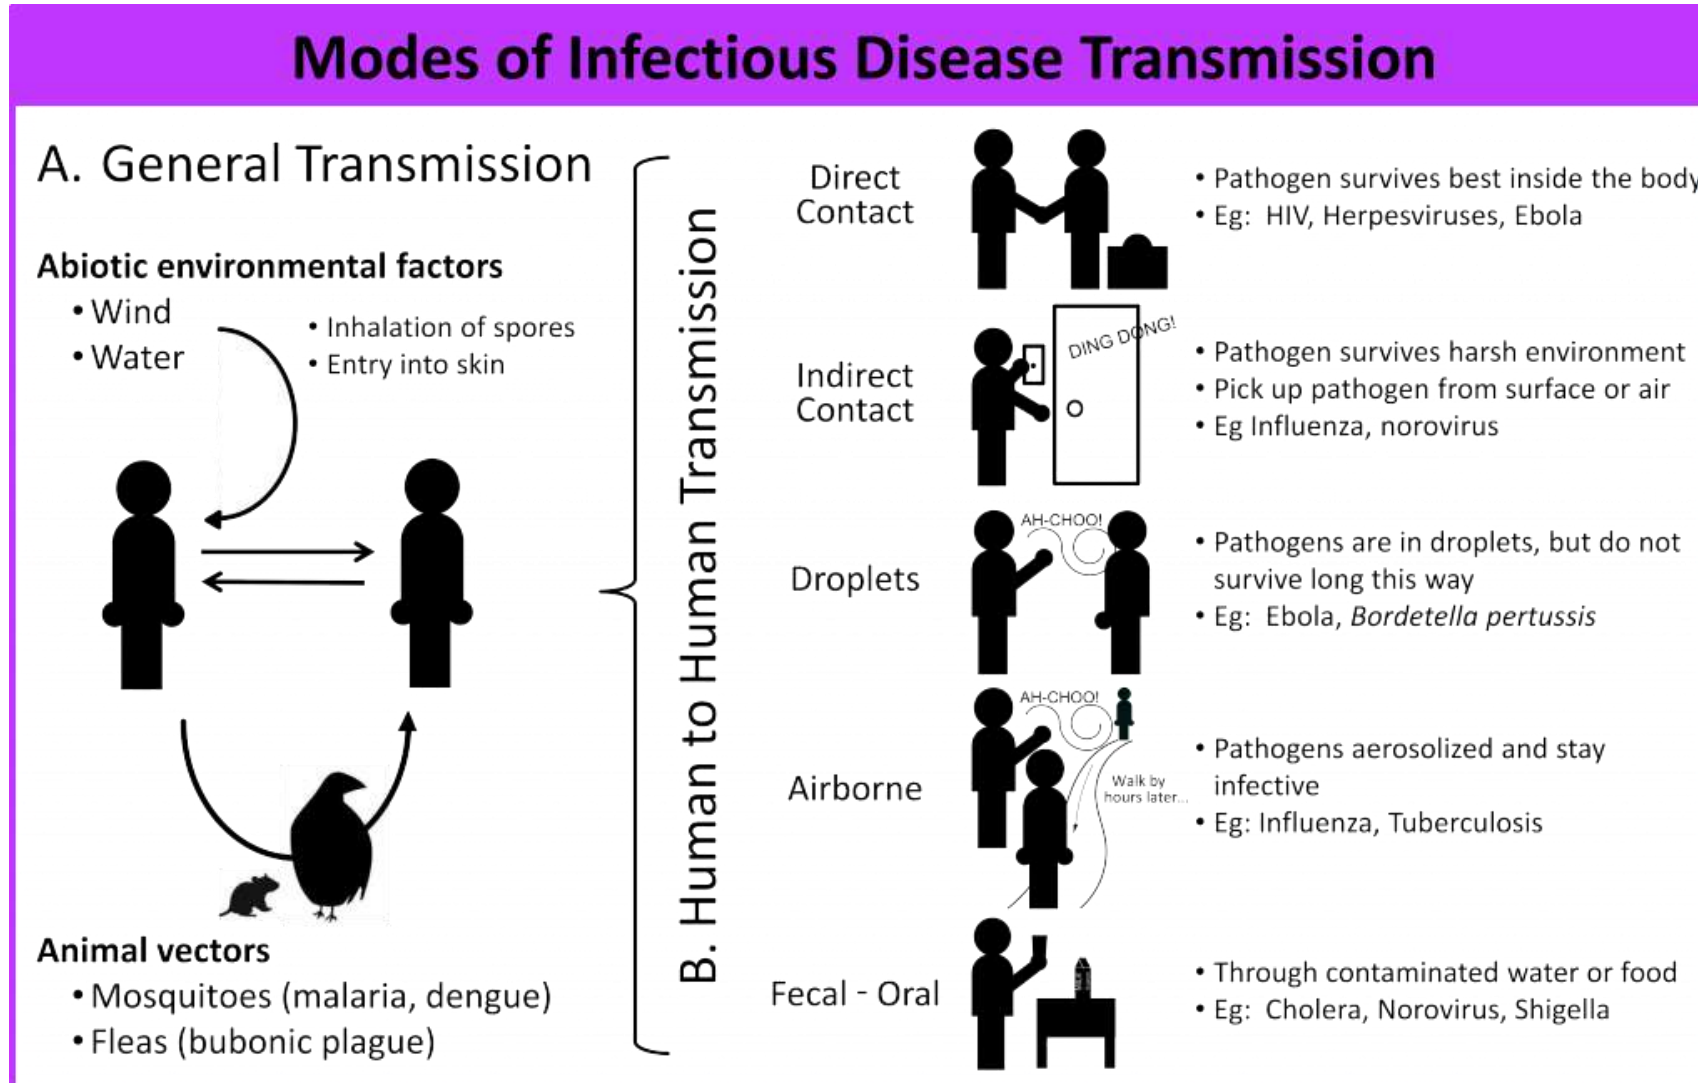 Modes of Infectious Disease Transmission
A. General Transmission
Abiotic environmental factors
• Wind
• Water
• Inhalation of spores
• Entry into skin
Animal vectors
• Mosquitoes (malaria, dengue)
• Fleas (bubonic plague)
B. Human to Human Transmission
Direct
Contact
• Pathogen survives best inside the body
• Eg: HIV, Herpesviruses, Ebola
Indirect
Contact
DING DONG!
• Pathogen survives harsh environment
• Pick up pathogen from surface or air
• Eg Influenza, norovirus
Droplets
AH-CHOO!
• Pathogens are in droplets, but do not
survive long this way
• Eg: Ebola, Bordetella pertussis
Airborne
AH-CHOO!
Walk by
hours later...
• Pathogens aerosolized and stay
infective
• Eg: Influenza, Tuberculosis
Fecal - Oral
• Through contaminated water or food
• Eg: Cholera, Norovirus, Shigella